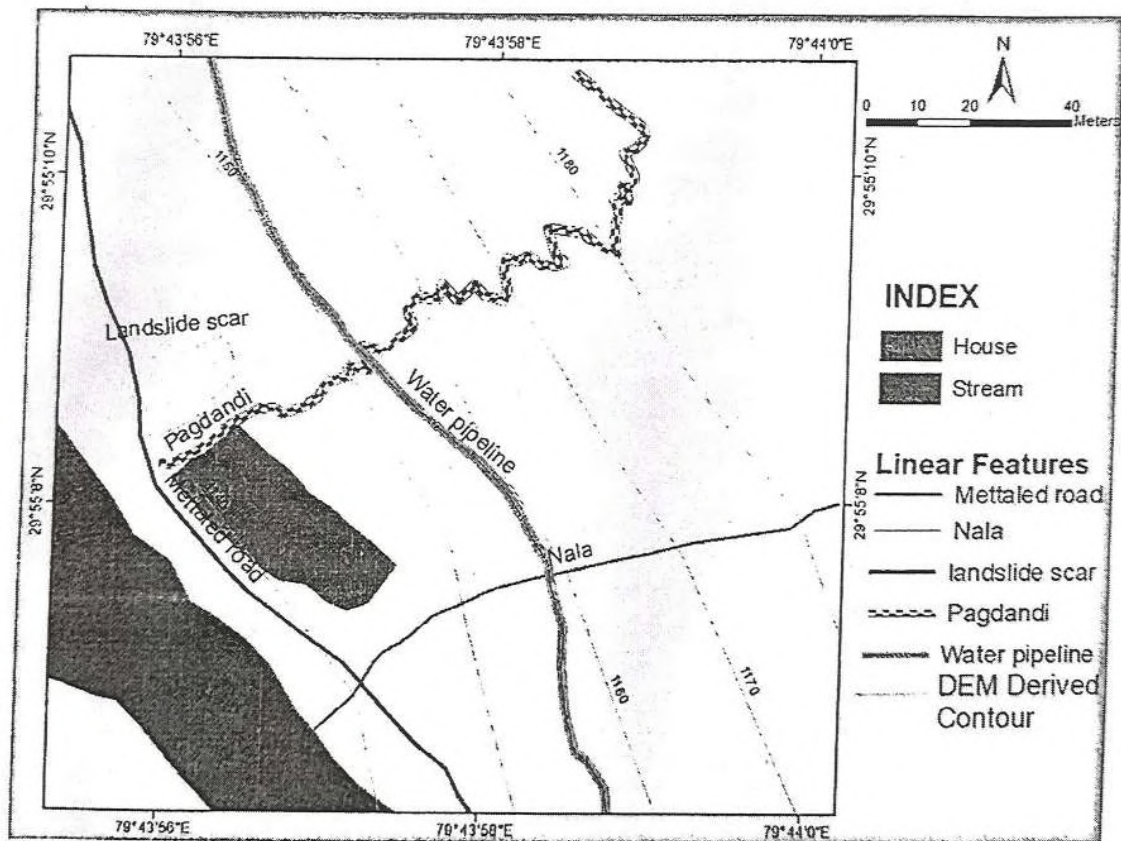 79°43'56"E
79°43'58"E
79°44'0"E
N
0 10 20 40
Meters
29°55'10"N
29°55'10"N
1150
1180
Landslide scar
Pagdandi
Water pipeline
Mettaled road
Nala
29°55'8"N
29°55'8"N
1160
1170
INDEX
House
Stream
Linear Features
Mettaled road
Nala
landslide scar
Pagdandi
Water pipeline
DEM Derived
Contour
79°43'56"E
79°43'58"E
79°44'0"E